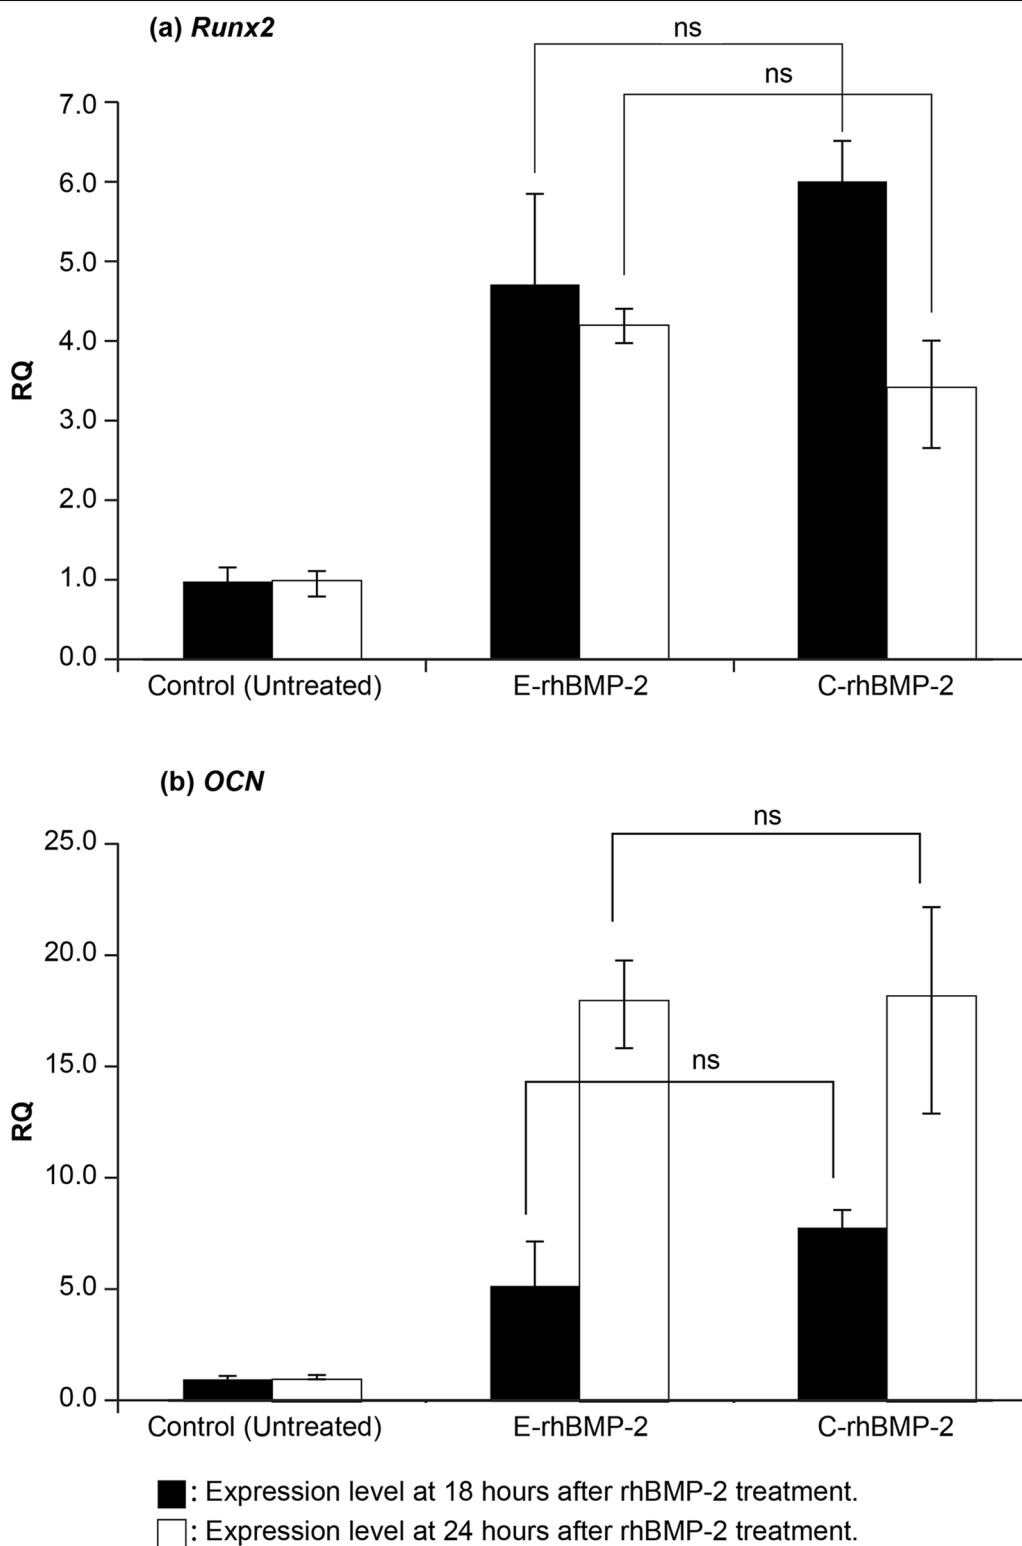 (a) Runx2
ns
ns
7.0
6.0
5.0
4.0
3.0
2.0
1.0
0.0
RQ
Control (Untreated) E-rhBMP-2 C-rhBMP-2
(b) OCN
ns
ns
25.0
20.0
15.0
10.0
5.0
0.0
RQ
Control (Untreated) E-rhBMP-2 C-rhBMP-2
: Expression level at 18 hours after rhBMP-2 treatment.
: Expression level at 24 hours after rhBMP-2 treatment.